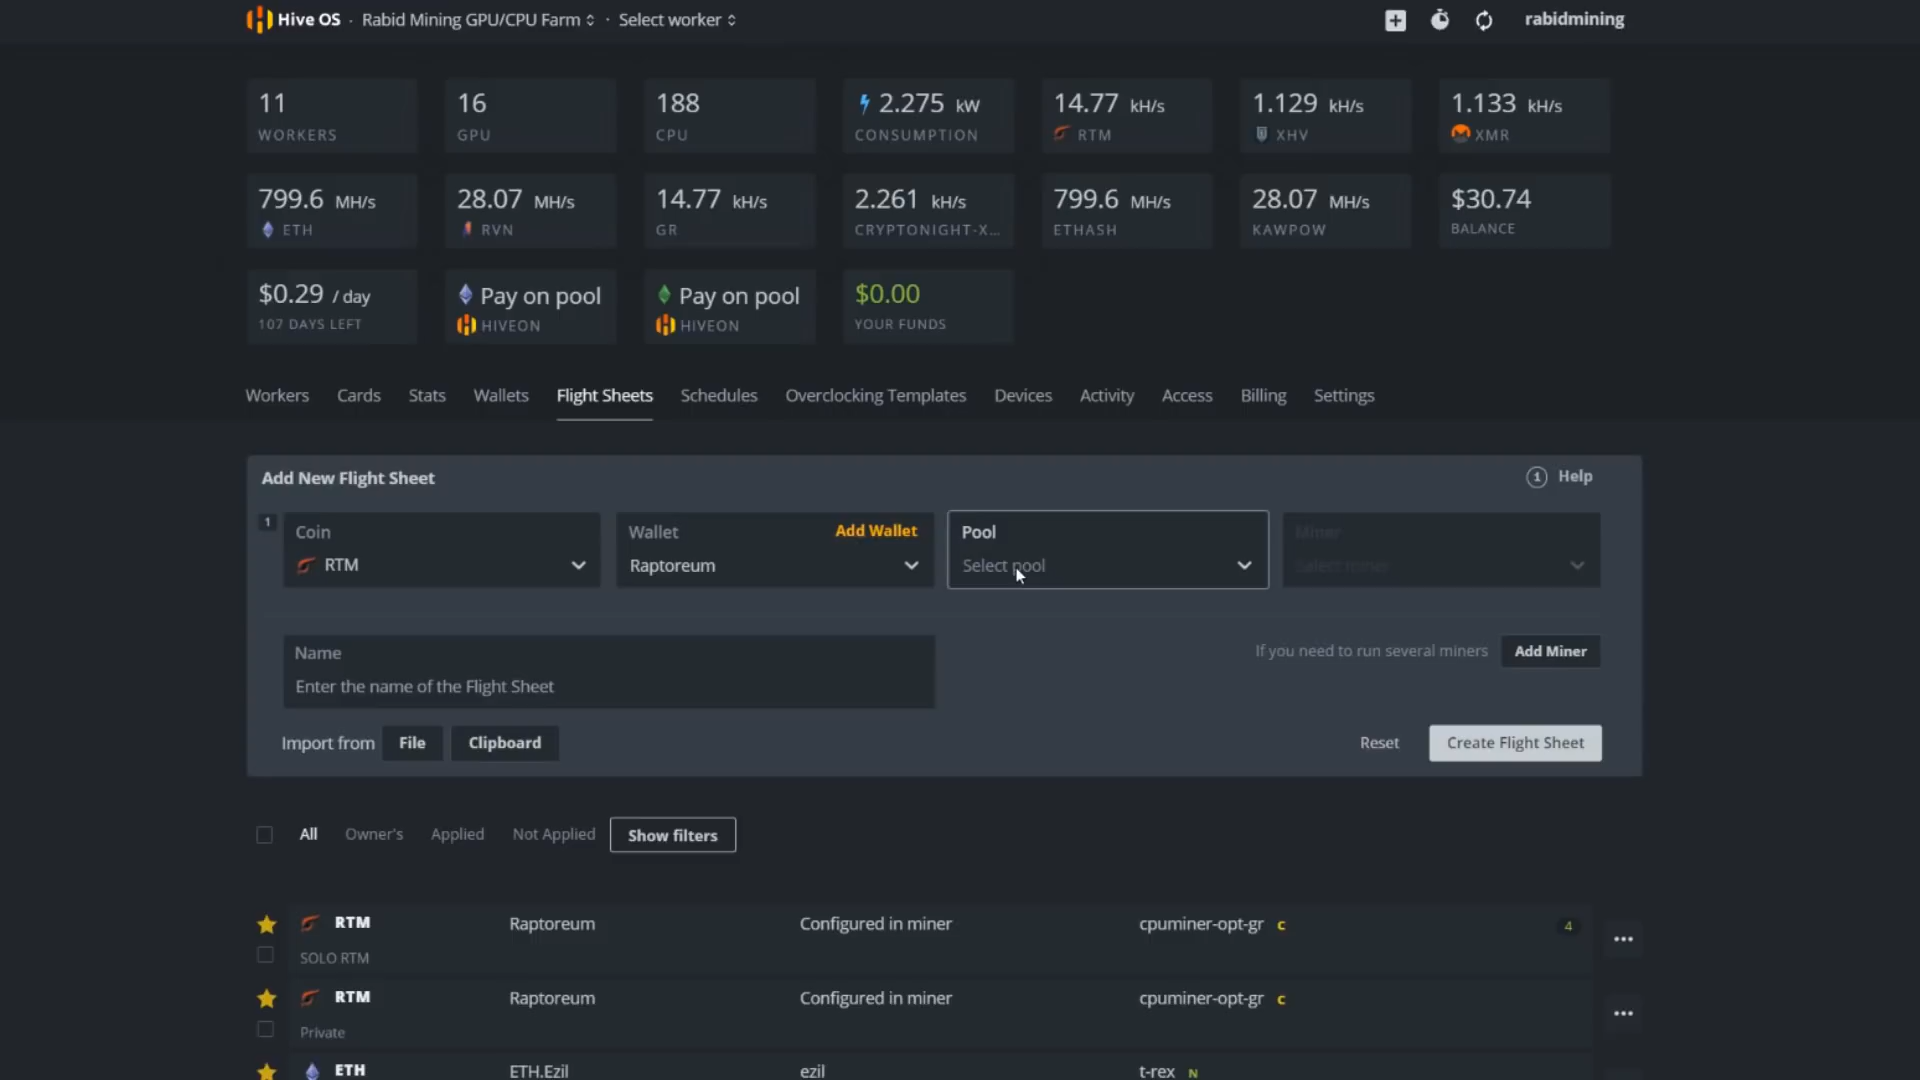 Hive OS · Rabid Mining GPU/CPU Farm · Select worker rabidmining
11 16 188 2.275 kW 14.77 kH/s 1.129 kH/s 1.133 kH/s
WORKERS GPU CPU CONSUMPTION RTM XHV XMR
799.6 MH/s 28.07 MH/s 14.77 kH/s 2.261 kH/s 799.6 MH/s 28.07 MH/s $30.74
ETH RVN GR CRYPTONIGHT-X... ETHASH KAWPOW BALANCE
$0.29 / day Pay on pool Pay on pool $0.00
107 DAYS LEFT HIVEON HIVEON YOUR FUNDS
Workers Cards Stats Wallets Flight Sheets Schedules Overclocking Templates Devices Activity Access Billing Settings
Add New Flight Sheet 1 Help
1 Coin Wallet Add Wallet Pool Miner
RTM Raptoreum Select pool Select miner
Name If you need to run several miners Add Miner
Enter the name of the Flight Sheet
Import from File Clipboard Reset Create Flight Sheet
All Owner's Applied Not Applied Show filters
RTM Raptoreum Configured in miner cpuminer-opt-gr C 4 •••
SOLO RTM
RTM Raptoreum Configured in miner cpuminer-opt-gr C •••
Private
ETH ETH.Ezil ezil t-rex N